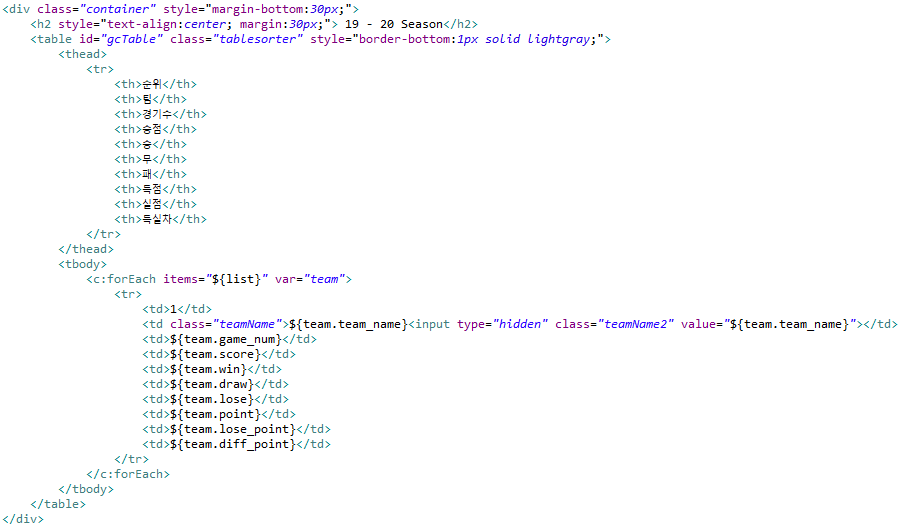 <div class="container" style="margin-bottom:30px;">
<h2 style="text-align:center; margin:30px;"> 19 - 20 Season</h2>
<table id="gcTable" class="tablesorter" style="border-bottom:1px solid lightgray;">
<thead>
<tr>
<th>순위</th>
<th>팀</th>
<th>경기수</th>
<th>승점</th>
<th>승</th>
<th>무</th>
<th>패</th>
<th>득점</th>
<th>실점</th>
<th>득실차</th>
</tr>
</thead>
<tbody>
<c:forEach items="${list}" var="team">
<tr>
<td>1</td>
<td class="teamName">${team.team_name}<input type="hidden" class="teamName2" value="${team.team_name}"></td>
<td>${team.game_num}</td>
<td>${team.score}</td>
<td>${team.win}</td>
<td>${team.draw}</td>
<td>${team.lose}</td>
<td>${team.point}</td>
<td>${team.lose_point}</td>
<td>${team.diff_point}</td>
</tr>
</c:forEach>
</tbody>
</table>
</div>